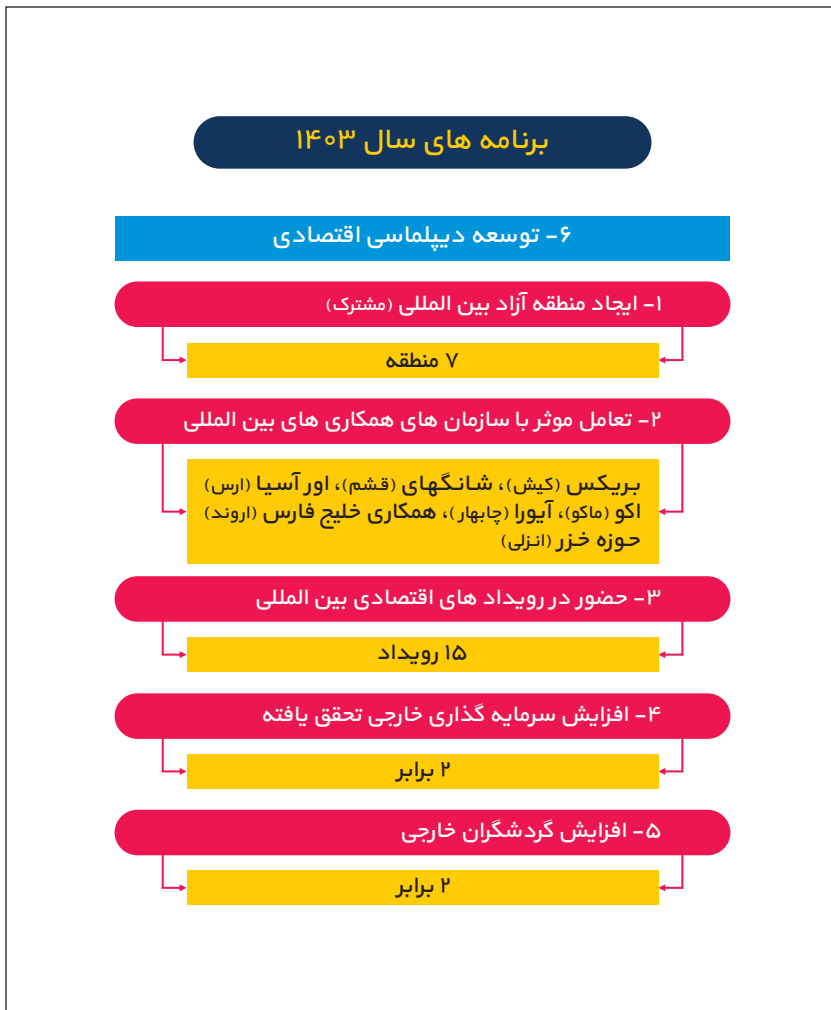 برنامه های سال ۱۴۰۳
۶- توسعه دیپلماسی اقتصادی
۱- ایجاد منطقه آزاد بین المللی (مشترک)
۷ منطقه
۲- تعامل موثر با سازمان های همکاری های بین المللی
بریکس (کیش)، شانگهای (قشم)، اور آسیا (ارس)
اکو (ماکو)، آیورا (چابهار)، همکاری خلیج فارس (اروند)
حوزه خزر (انزلی)
۳- حضور در رویداد های اقتصادی بین المللی
۱۵ رویداد
۴- افزایش سرمایه گذاری خارجی تحقق یافته
۲ برابر
۵- افزایش گردشگران خارجی
۲ برابر